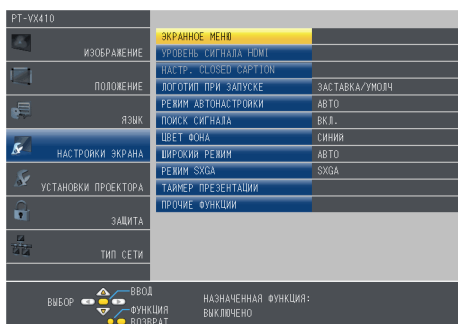 PT-VX410
ИЗОБРАЖЕНИЕ
ПОЛОЖЕНИЕ
ЯЗЫК
НАСТРОЙКИ ЭКРАНА
УСТАНОВКИ ПРОЕКТОРА
ЗАЩИТА
ТИП СЕТИ
ЭКРАННОЕ МЕНЮ
УРОВЕНЬ СИГНАЛА HDMI
НАСТР. CLOSED CAPTION
ЛОГОТИП ПРИ ЗАПУСКЕ ЗАСТАВКА/УМОЛЧ
РЕЖИМ АВТОНАСТРОЙКИ АВТО
ПОИСК СИГНАЛА ВКЛ.
ЦВЕТ ФОНА СИНИЙ
ШИРОКИЙ РЕЖИМ АВТО
РЕЖИМ SXGA SXGA
ТАЙМЕР ПРЕЗЕНТАЦИИ
ПРОЧИЕ ФУНКЦИИ
ВЫБОР
ВВОД
ФУНКЦИЯ
ВОЗВРАТ
НАЗНАЧЕННАЯ ФУНКЦИЯ:
ВЫКЛЮЧЕНО